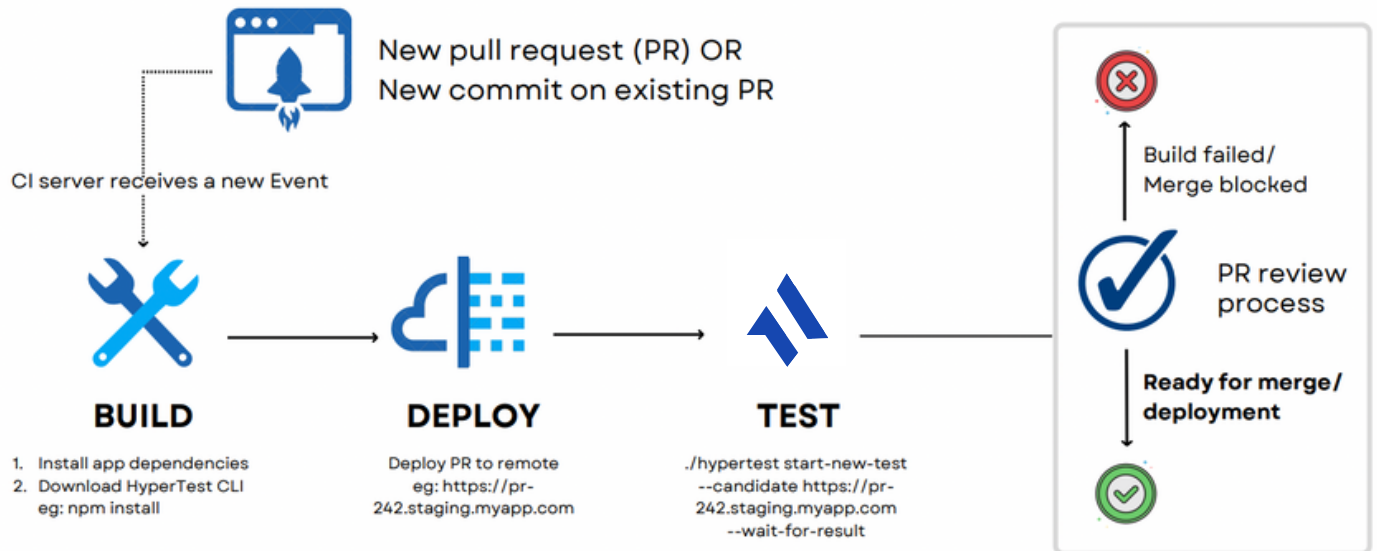 New pull request (PR) OR
New commit on existing PR
CI server receives a new Event
BUILD
1. Install app dependencies
2. Download HyperTest CLI
eg: npm install
DEPLOY
Deploy PR to remote
eg: https://pr-
242.staging.myapp.com
TEST
./hypertest start-new-test
--candidate https://pr-
242.staging.myapp.com
--wait-for-result
Build failed/
Merge blocked
PR review
process
Ready for merge/
deployment